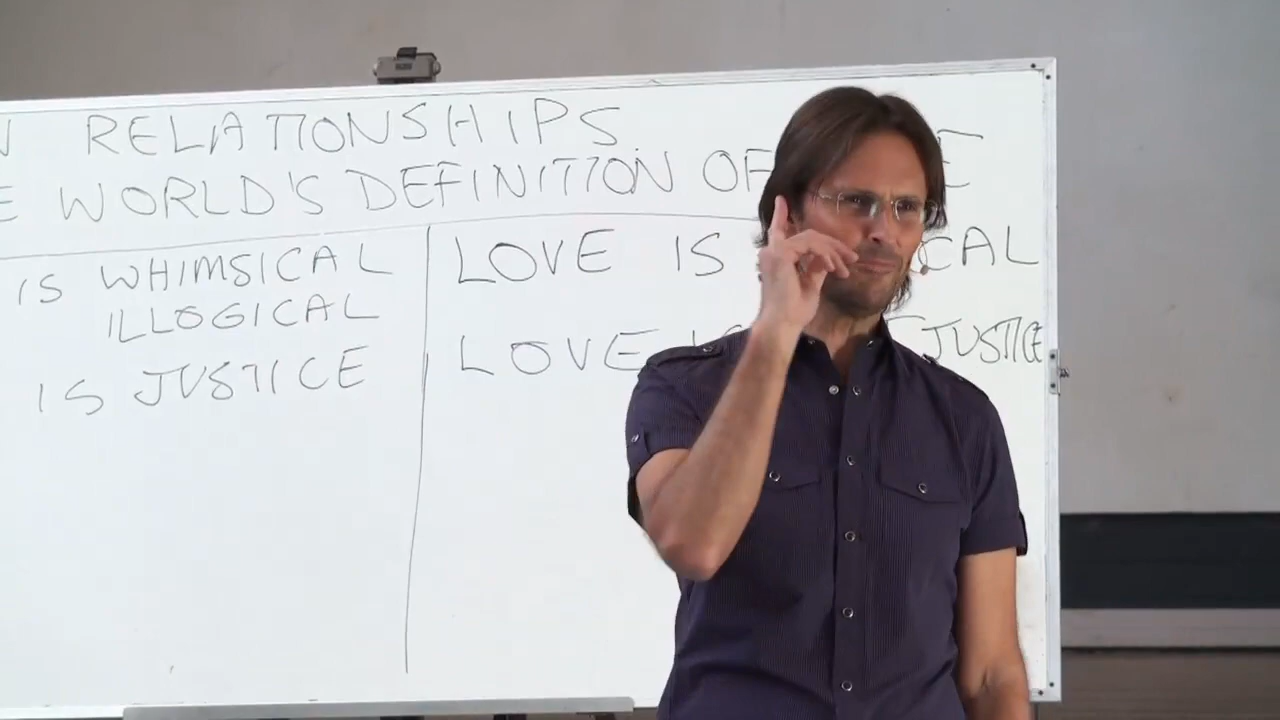 N RELATIONSHIPS
E WORLD'S DEFINITION OF E
IS WHIMSICAL LOVE IS CAL
ILLOGICAL
IS JUSTICE LOVE JUSTICE